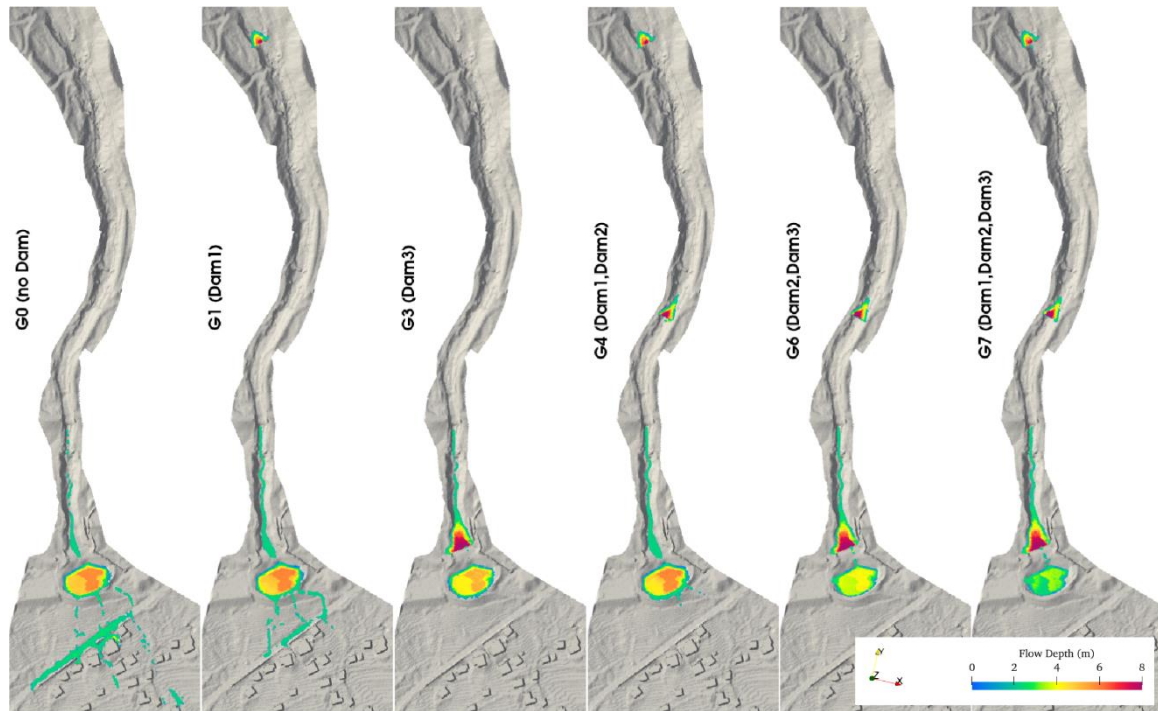 G0 (no Dam)
G1 (Dam1)
G3 (Dam3)
G4 (Dam1,Dam2)
G6 (Dam2,Dam3)
G7 (Dam1,Dam2,Dam3)
Y
Z
X
Flow Depth (m)
0 2 4 6 8